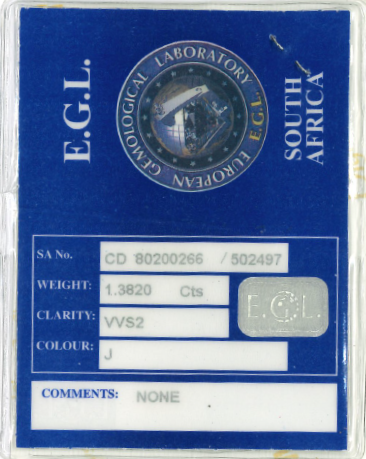 E.G.L.
EUROPEAN GEMOLOGICAL LABORATORY
E.G.L.
SOUTH
AFRICA
SA No. CD 80200266 / 502497
WEIGHT: 1.3820 Cts
CLARITY: VVS2
E.G.L.
COLOUR: J
COMMENTS: NONE